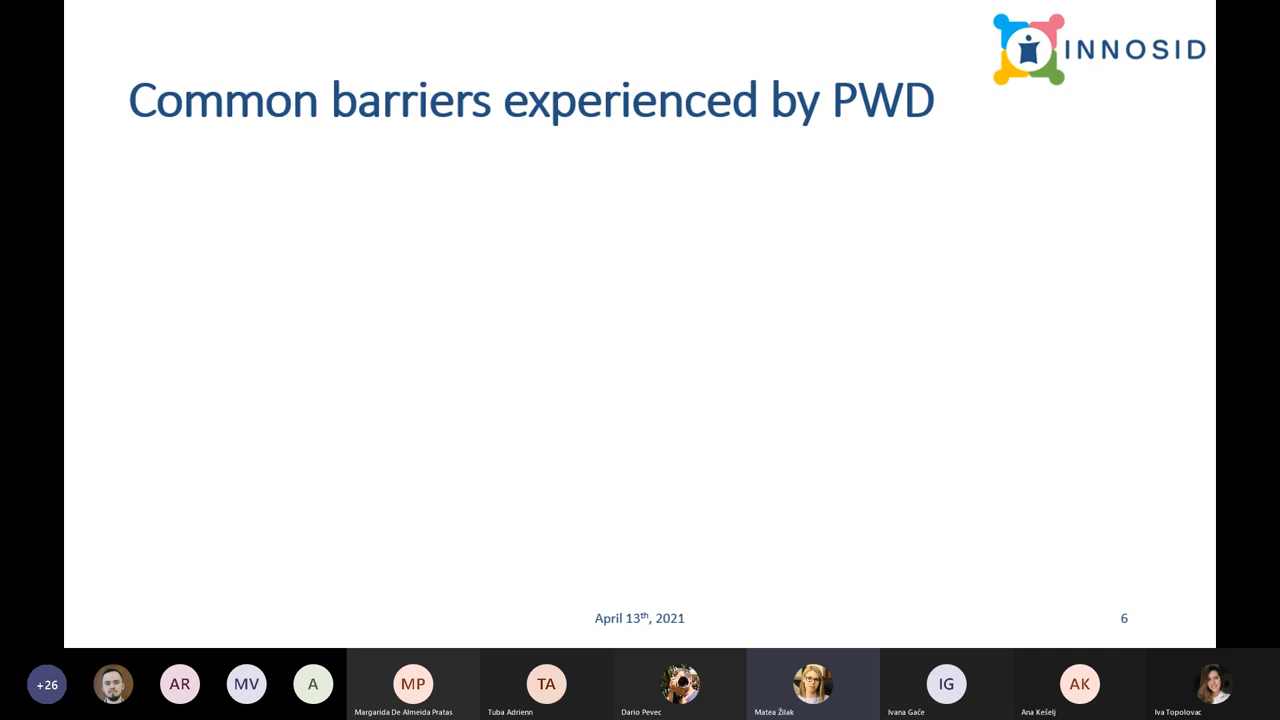 INNOSID
Common barriers experienced by PWD
April 13th, 2021
6
+26
AR
MV
A
MP
TA
IG
AK
Margarida De Almeida Pratas
Tuba Adrienn
Dario Pevec
Matea Žilak
Ivana Gaće
Ana Kešelj
Iva Topolovac